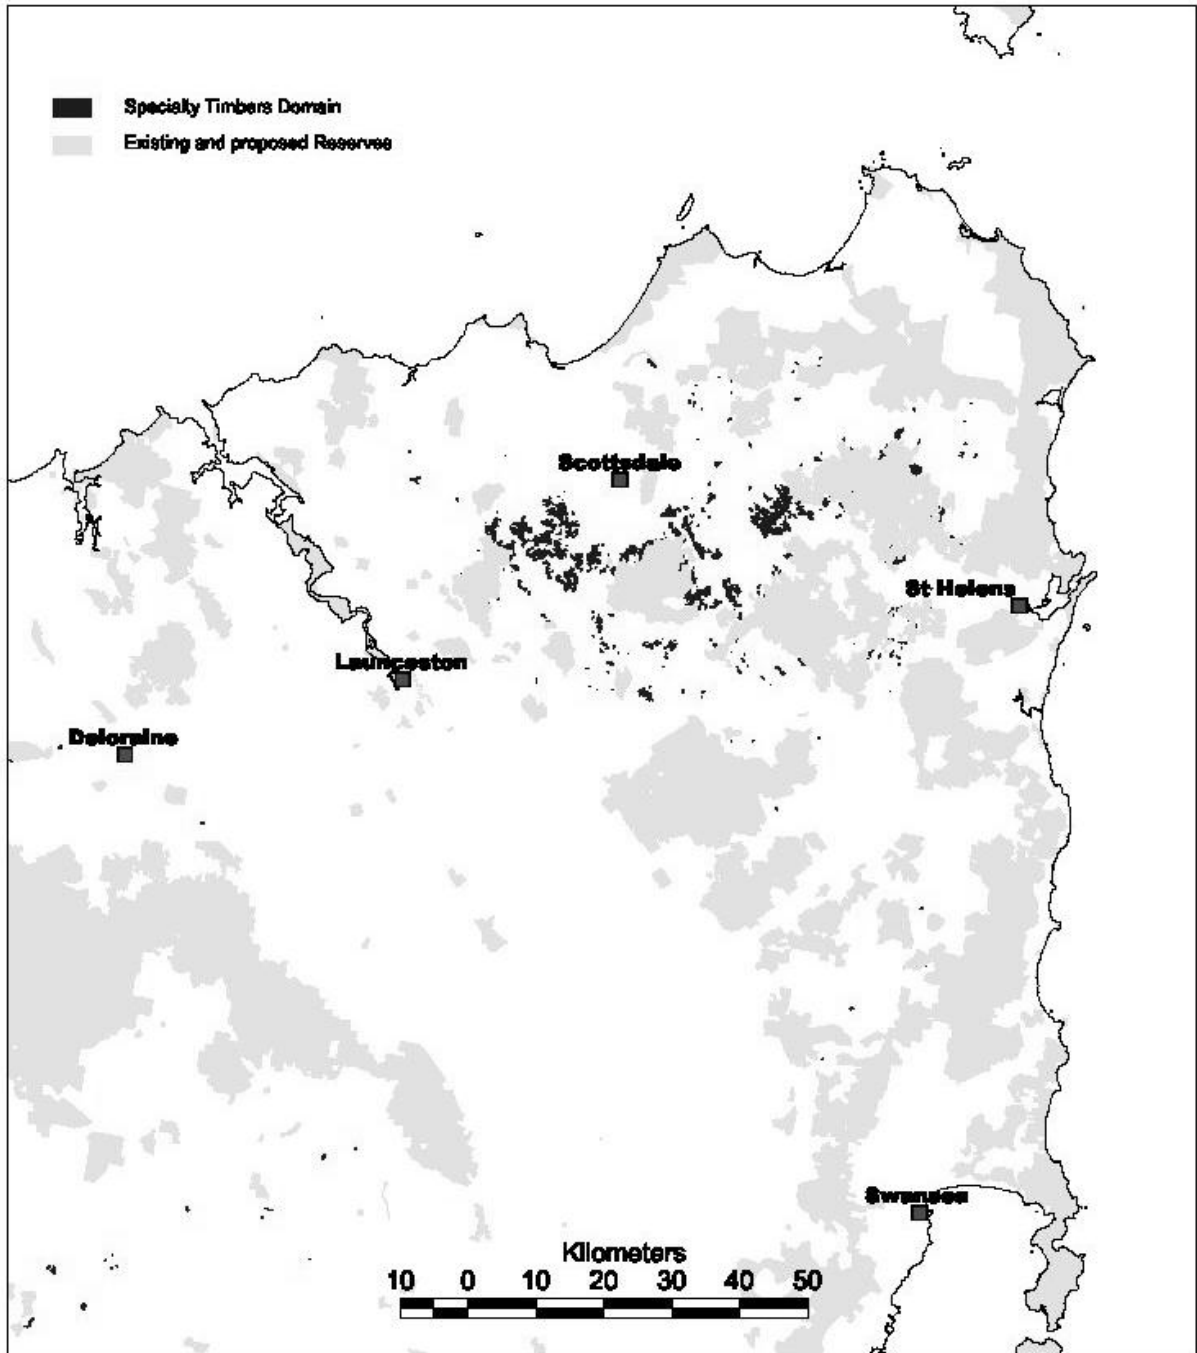 Specialty Timbers Domain
Existing and proposed Reserves
Scottsdale
St Helens
Launceston
Deloraine
Swansea
Kilometers
10 0 10 20 30 40 50